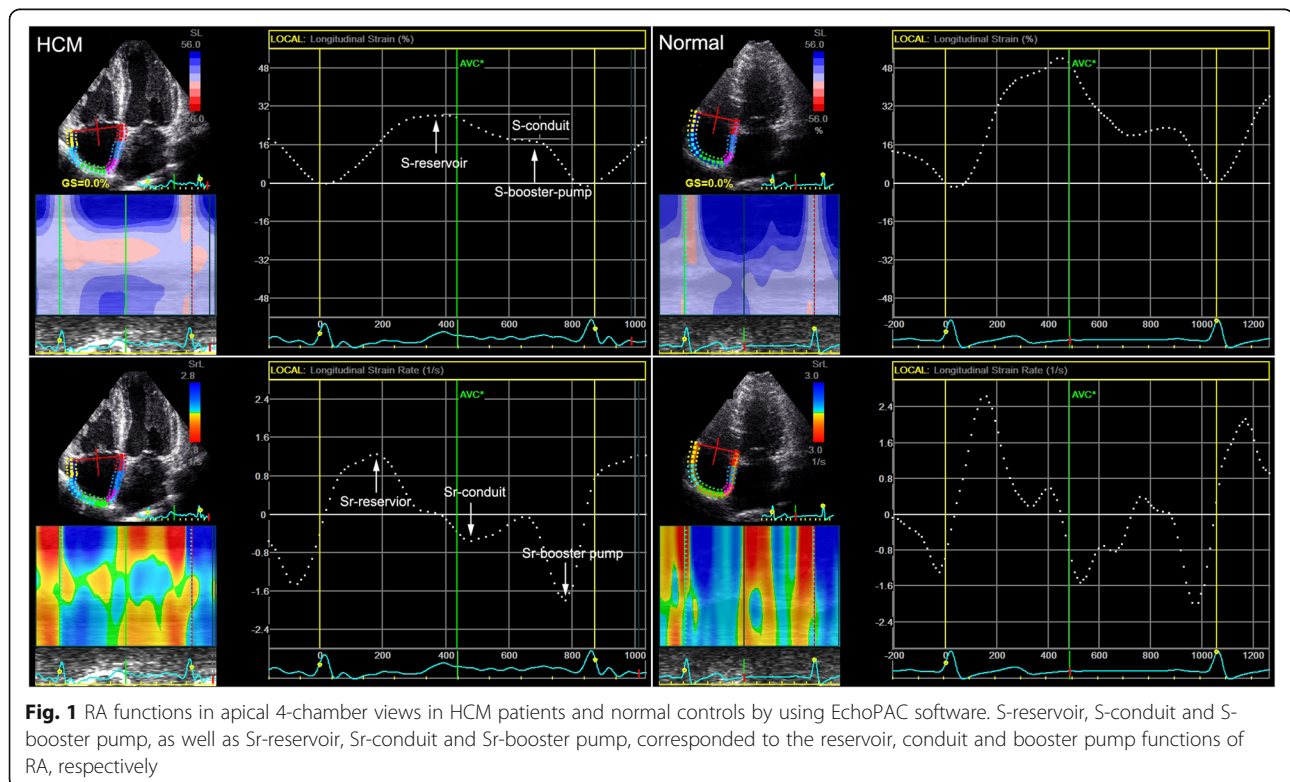 HCM
SL
56.0
56.0
%
GS=0.0%
LOCAL: Longitudinal Strain (%)
AVC*
48
32
16
0
-16
-32
-48
S-conduit
S-reservoir
S-booster-pump
0 200 400 600 800 1000
Normal
SL
56.0
56.0
%
GS=0.0%
LOCAL: Longitudinal Strain (%)
AVC*
48
32
16
0
-16
-32
-48
-200 0 200 400 600 800 1000 1200
SrL
2.8
1/s
LOCAL: Longitudinal Strain Rate (1/s)
AVC*
2.4
1.6
1.2
0
-0.8
-1.6
-2.4
Sr-reservior
Sr-conduit
Sr-booster pump
0 200 400 600 800 1000
SrL
3.0
-3.0
1/s
LOCAL: Longitudinal Strain Rate (1/s)
AVC*
2.4
1.6
1.2
0
-0.8
-1.6
-2.4
-200 0 200 400 600 800 1000 1200
Fig. 1 RA functions in apical 4-chamber views in HCM patients and normal controls by using EchoPAC software. S-reservoir, S-conduit and S-
booster pump, as well as Sr-reservoir, Sr-conduit and Sr-booster pump, corresponded to the reservoir, conduit and booster pump functions of
RA, respectively